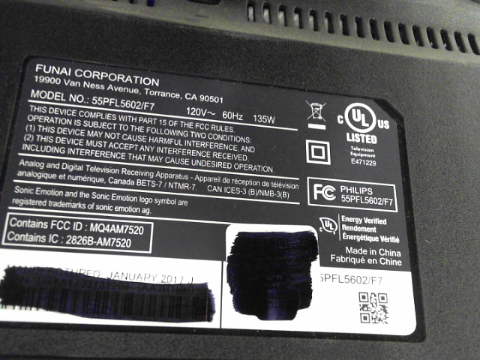 FUNAI CORPORATION
19900 Van Ness Avenue, Torrance, CA 90501
MODEL NO.: 55PFL5602/F7 120V~ 60Hz 135W
THIS DEVICE COMPLIES WITH PART 15 OF THE FCC RULES.
OPERATION IS SUBJECT TO THE FOLLOWING TWO CONDITIONS:
(1) THIS DEVICE MAY NOT CAUSE HARMFUL INTERFERENCE, AND
(2) THIS DEVICE MUST ACCEPT ANY INTERFERENCE RECEIVED,
INCLUDING INTERFERENCE THAT MAY CAUSE UNDESIRED OPERATION.
Analog and Digital Television Receiving Apparatus - Appareil de réception de télévision
analogique et numérique, Canada BETS-7 / NTMR-7. CAN ICES-3 (B)/NMB-3(B)
Sonic Emotion and the Sonic Emotion logo symbol are
registered trademarks of sonic emotion ag.
Contains FCC ID : MQ4AM7520
Contains IC : 2826B-AM7520
C UL US
LISTED
Television
Equipment
E471229
FC PHILIPS
55PFL5602/F7
UL Energy Verified
Rendement
Énergétique Vérifié
Made in China
Fabriqué en Chine
JANUARY 2017
5PFL5602/F7